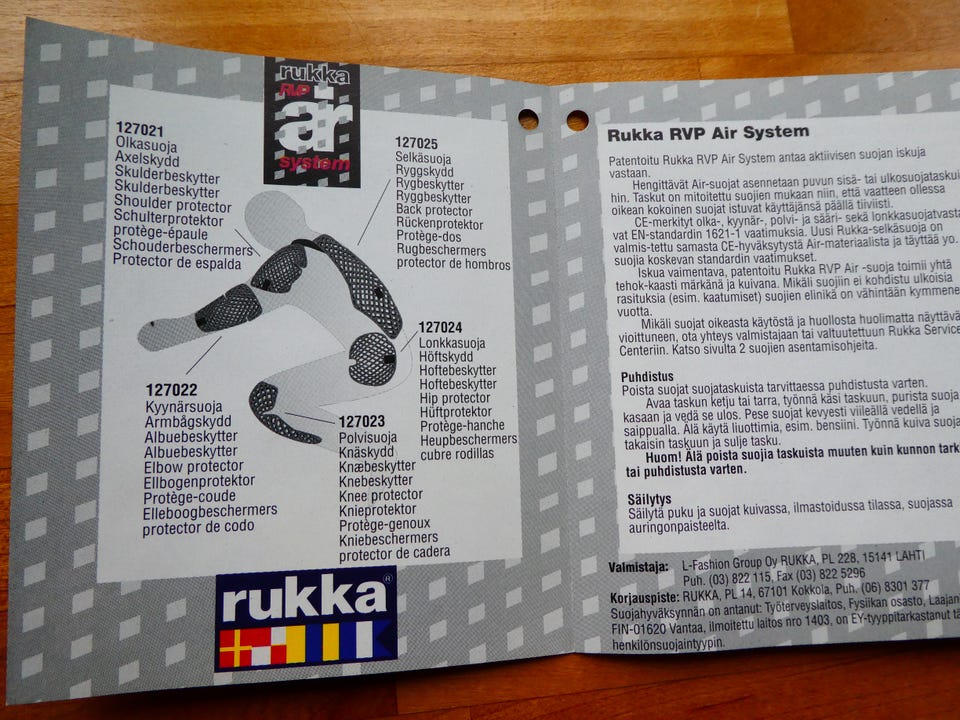 rukka
RVP
air
system
127021
Olkasuoja
Axelskydd
Skulderbeskytter
Skulderbeskytter
Shoulder protector
Schulterprotektor
protège-épaule
Schouderbeschermers
Protector de espalda
127025
Selkäsuoja
Ryggskydd
Rygbeskytter
Ryggbeskytter
Back protector
Rückenprotektor
Protège-dos
Rugbeschermers
protector de hombros
127024
Lonkkasuoja
Höftskydd
Hoftebeskytter
Hoftebeskytter
Hip protector
Hüftprotektor
Protège-hanche
Heupbeschermers
cubre rodillas
127022
Kyynärsuoja
Armbågskydd
Albuebeskytter
Albuebeskytter
Elbow protector
Ellbogenprotektor
Protège-coude
Elleboogbeschermers
protector de codo
127023
Polvisuoja
Knäskydd
Knæbeskytter
Knebeskytter
Knee protector
Knieprotektor
Protège-genoux
Kniebeschermers
protector de cadera
rukka®
Rukka RVP Air System
Patentoitu Rukka RVP Air System antaa aktiivisen suojan iskuja
vastaan.
Hengittävät Air-suojat asennetaan puvun sisä- tai ulkosuojataskui
hin. Taskut on mitoitettu suojien mukaan niin, että vaatteen ollessa
oikean kokoinen suojat istuvat käyttäjänsä päällä tiiviisti.
CE-merkityt olka-, kyynär-, polvi- ja sääri- sekä lonkkasuojatvasta
vat EN-standardin 1621-1 vaatimuksia. Uusi Rukka-selkäsuoja on
valmis-tettu samasta CE-hyväksytystä Air-materiaalista ja täyttää yo.
suojia koskevan standardin vaatimukset.
Iskua vaimentava, patentoitu Rukka RVP Air -suoja toimii yhtä
tehok-kaasti märkänä ja kuivana. Mikäli suojiin ei kohdistu ulkoisia
rasituksia (esim. kaatumiset) suojien elinikä on vähintään kymmene
vuotta.
Mikäli suojat oikeasta käytöstä ja huollosta huolimatta näyttävä
vioittuneen, ota yhteys valmistajaan tai valtuutettuun Rukka Service
Centeriin. Katso sivulta 2 suojien asentamisohjeita.
Puhdistus
Poista suojat suojataskuista tarvittaessa puhdistusta varten.
Avaa taskun ketju tai tarra, työnnä käsi taskuun, purista suoja
kasaan ja vedä se ulos. Pese suojat kevyesti viileällä vedellä ja
saippualla. Älä käytä liuottimia, esim. bensiini. Työnnä kuiva suoja
takaisin taskuun ja sulje tasku.
Huom! Älä poista suojia taskuista muuten kuin kunnon tark
tai puhdistusta varten.
Säilytys
Säilytä puku ja suojat kuivassa, ilmastoidussa tilassa, suojassa
auringonpaisteelta.
Valmistaja: L-Fashion Group Oy RUKKA, PL 228, 15141 LAHTI
Puh. (03) 822 115, Fax (03) 822 5296
Korjauspiste: RUKKA, PL 14, 67101 Kokkola, Puh. (06) 8301 377
Suojahyväksynnän on antanut: Työterveyslaitos, Fysiikan osasto, Laajan
FIN-01620 Vantaa, ilmoitettu laitos nro 1403, on EY-tyyppitarkastanut tä
henkilönsuojaintyypin.